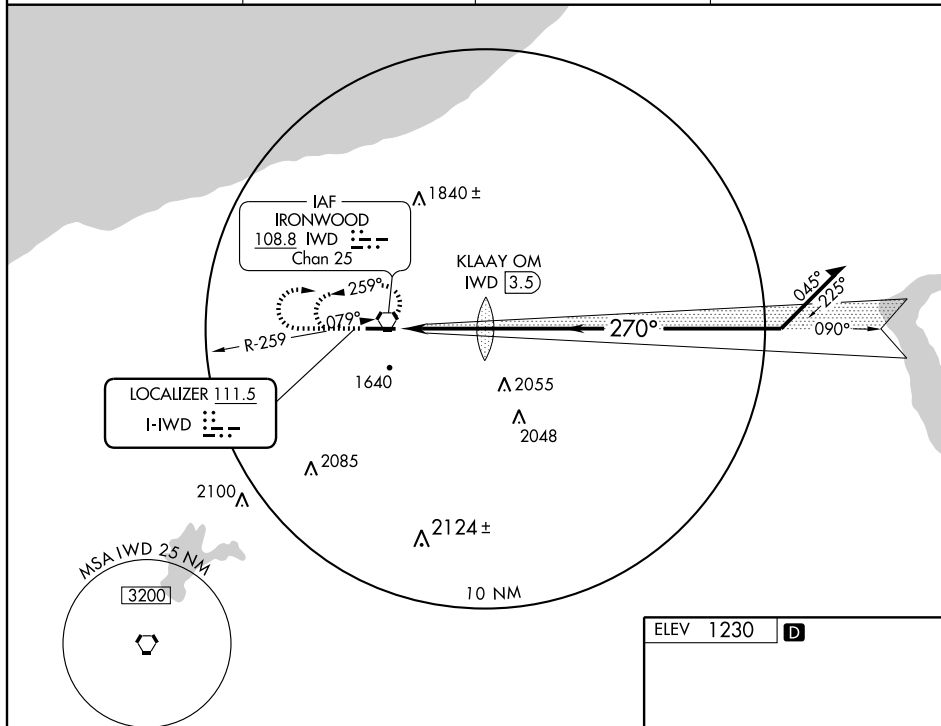 1840 ±
IAF
IRONWOOD
108.8 IWD
Chan 25
KLAAY OM
IWD 3.5
259°
079°
R-259
270°
045°
225°
090°
1640
LOCALIZER 111.5
I-IWD
2055
2048
2085
2100
2124 ±
10 NM
MSA IWD 25 NM
3200
ELEV 1230 D